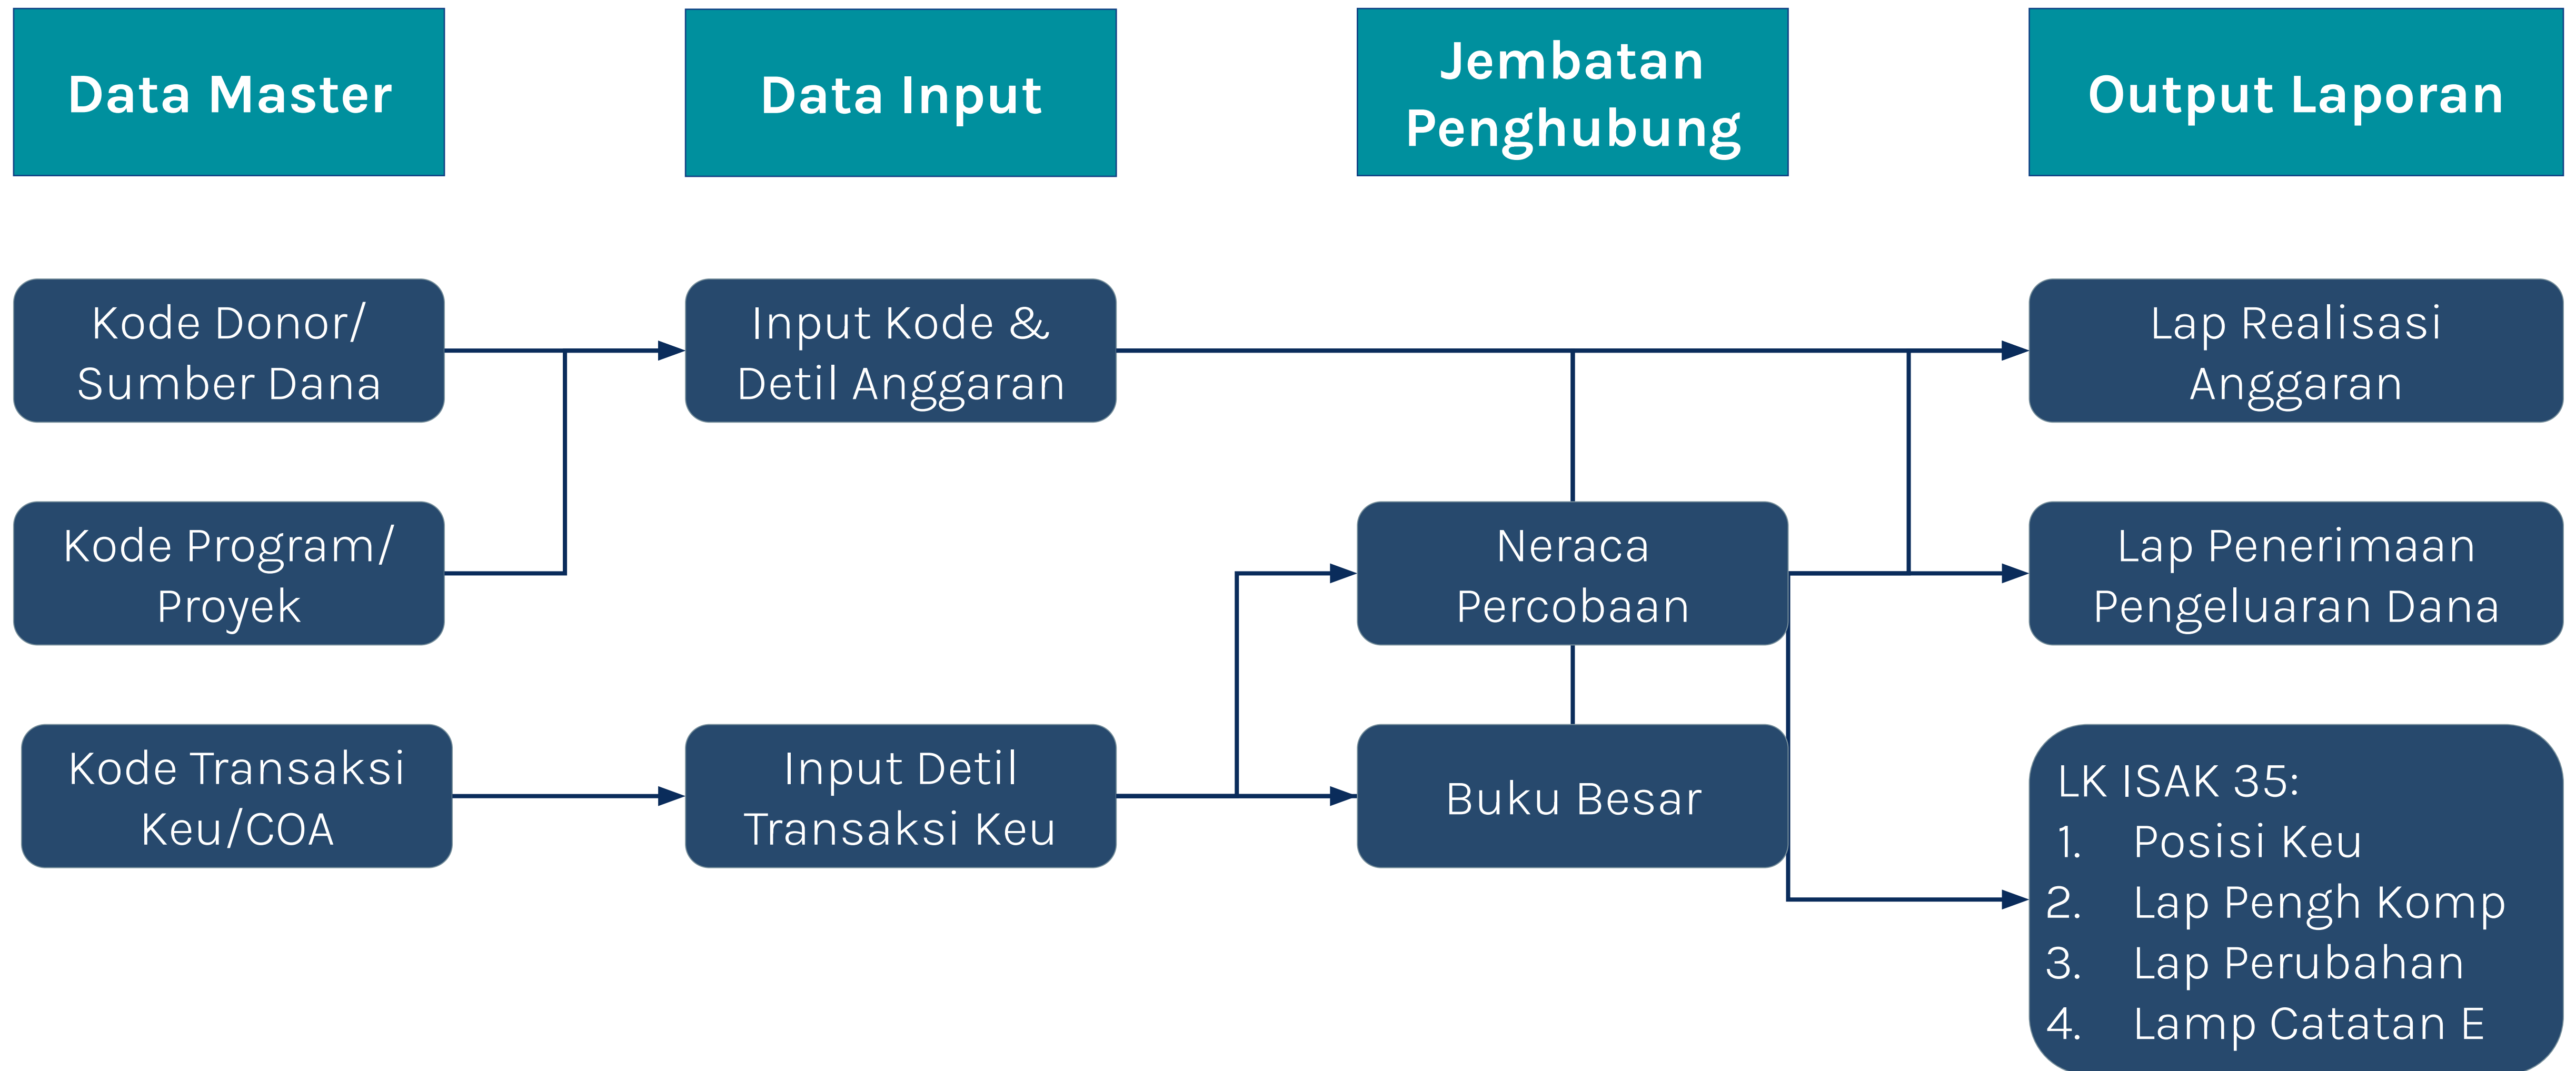 Data Master
Data Input
Jembatan
Penghubung
Output Laporan
Kode Donor/
Sumber Dana
Input Kode &
Detil Anggaran
Lap Realisasi
Anggaran
Kode Program/
Proyek
Neraca
Percobaan
Lap Penerimaan
Pengeluaran Dana
Kode Transaksi
Keu/COA
Input Detil
Transaksi Keu
Buku Besar
LK ISAK 35:
1. Posisi Keu
2. Lap Pengh Komp
3. Lap Perubahan
4. Lamp Catatan E